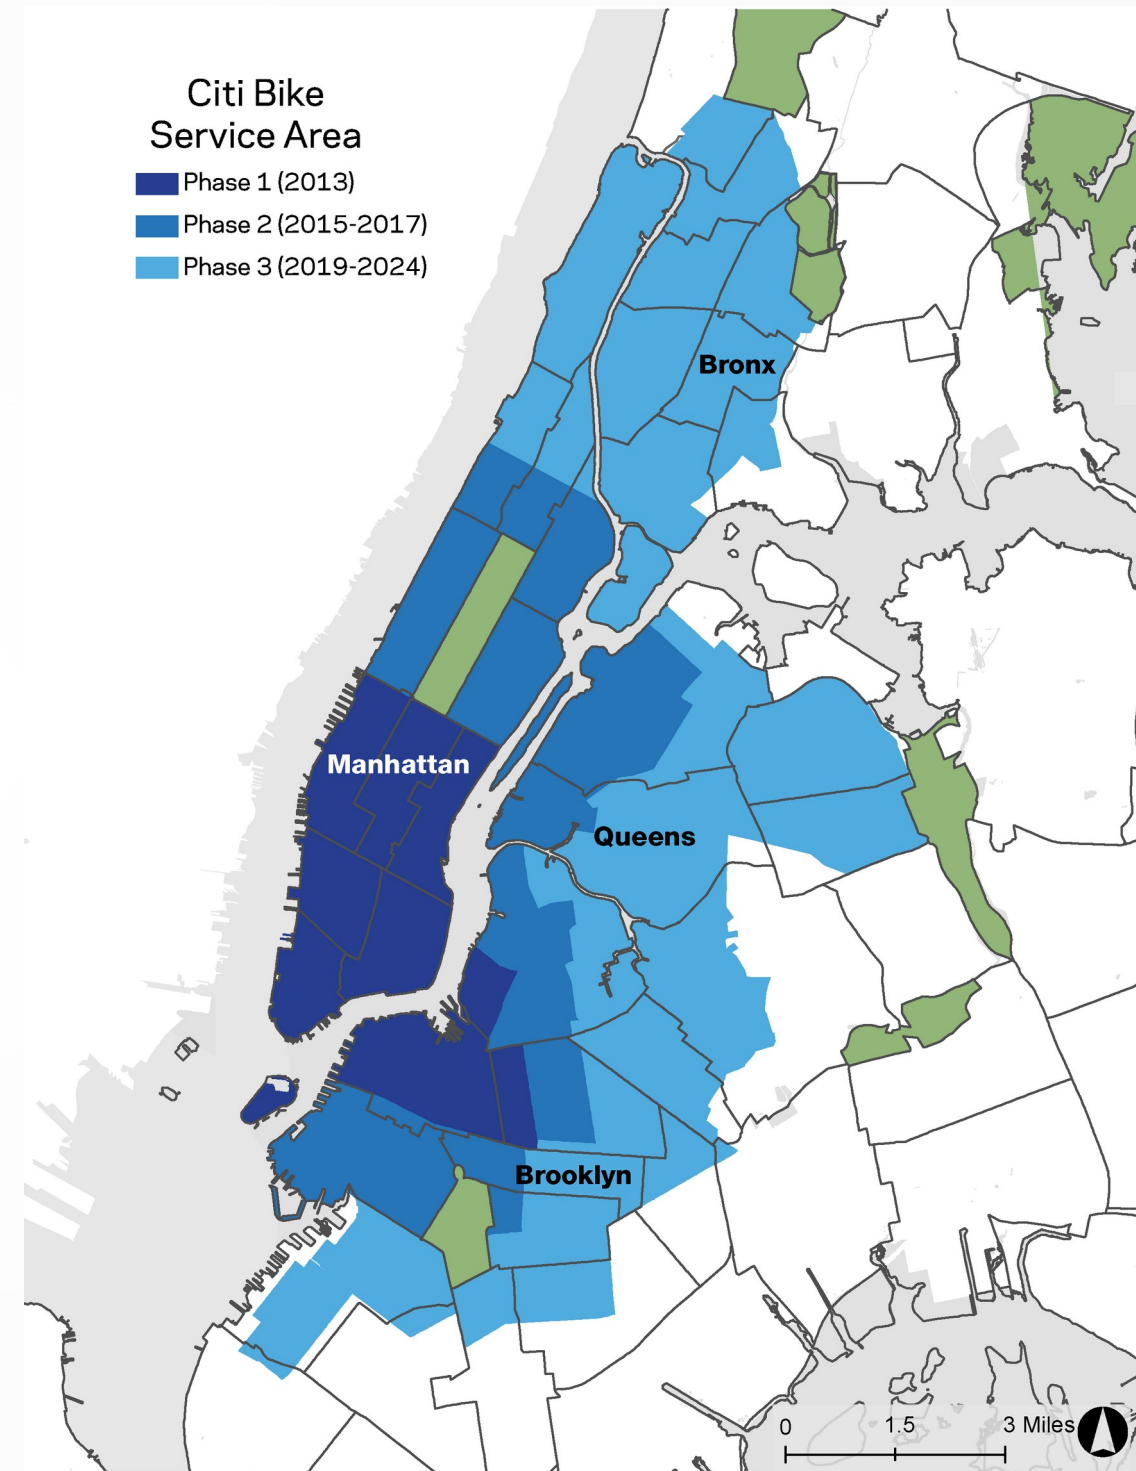 Citi Bike
Service Area
Phase 1 (2013)
Phase 2 (2015-2017)
Phase 3 (2019-2024)
Bronx
Manhattan
Queens
Brooklyn
0 1.5 3 Miles